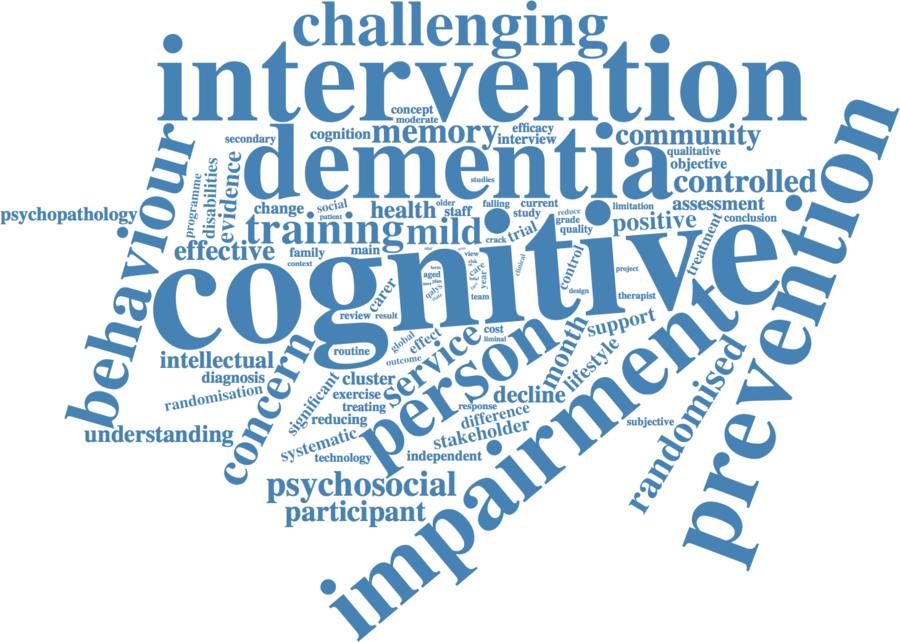 challenging
intervention
concept
moderate
secondary
cognition
memory
efficacy
interview
community
dementia
qualitative
objective
behaviour
programme
disabilities
evidence
studies
controlled
psychopathology
change
social
patient
health
older
staff
falling
current
study
reduce
grade
quality
limitation
assessment
positive
conclusion
training
mild
crack
trial
effective
family
main
context
cognitive
view
care
year
team
aged
qalys
clinical
control
project
design
therapist
treatment
prevention
carer
review
result
cost
liminal
global
effect
outcome
routine
service
person
month
support
lifestyle
impairment
intellectual
diagnosis
randomisation
concern
significant
cluster
exercise
treating
reducing
decline
response
difference
stakeholder
subjective
randomised
understanding
systematic
technology
independent
psychosocial
participant